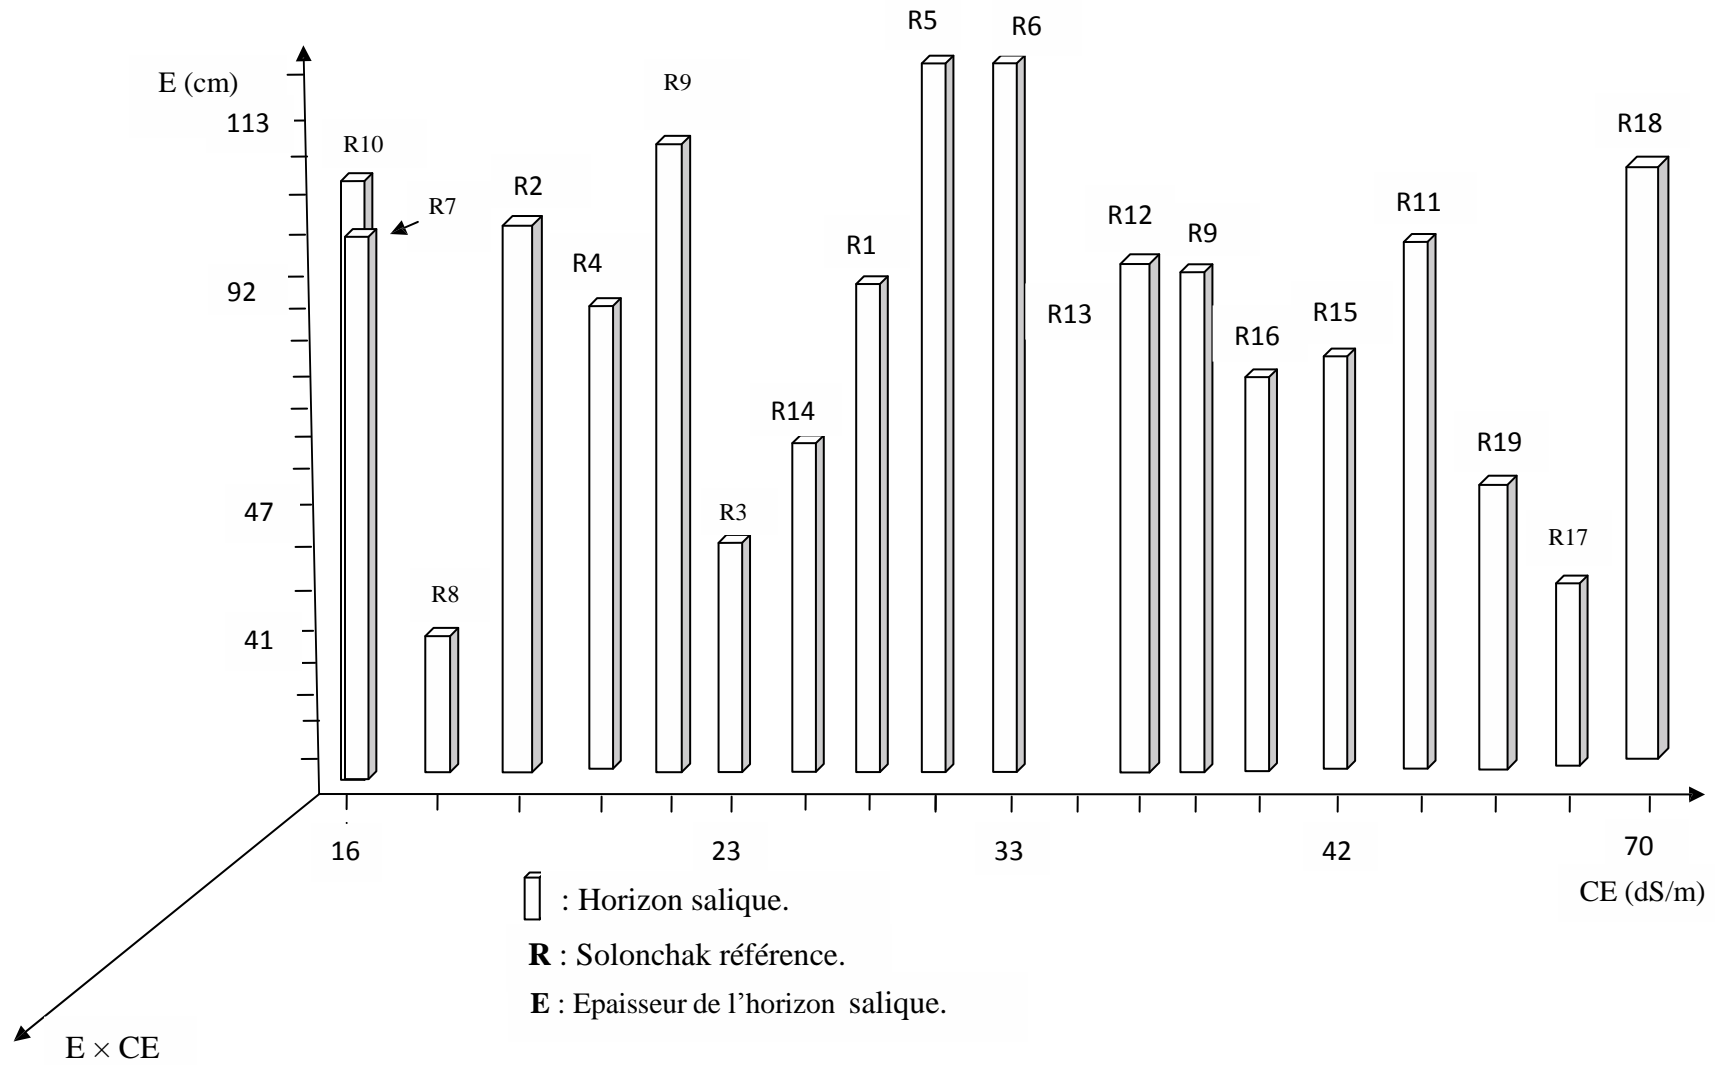 R5
R6
E (cm)
R9
113
R18
R10
R2
R7
R11
R12
R9
R1
R4
92
R13
R15
R16
R14
R19
47
R3
R17
R8
41
16
23
33
42
70
CE (dS/m)
: Horizon salique.
R : Solonchak référence.
E : Epaisseur de l’horizon salique.
E × CE